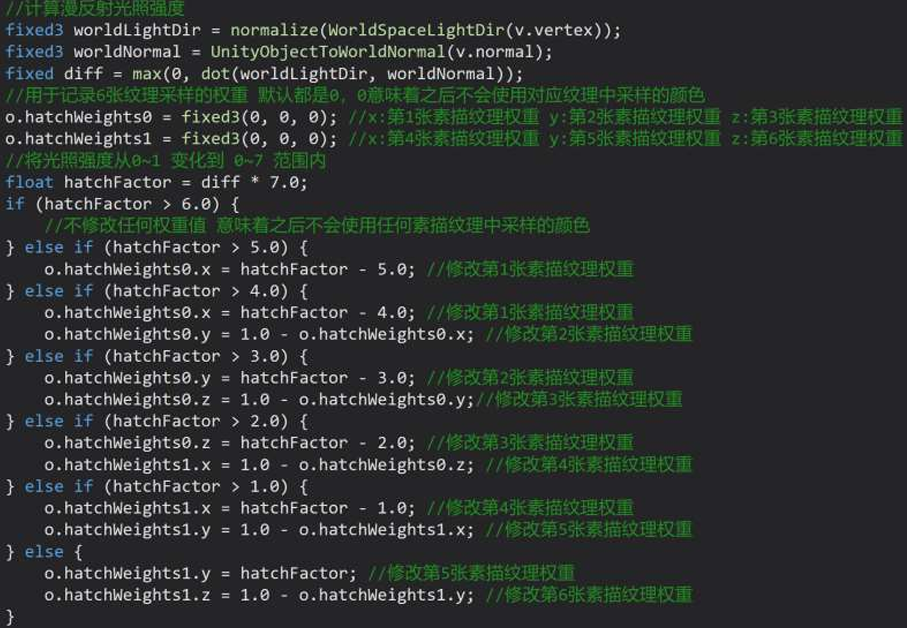 //计算漫反射光照强度
fixed3 worldLightDir = normalize(WorldSpaceLightDir(v.vertex));
fixed3 worldNormal = UnityObjectToWorldNormal(v.normal);
fixed diff = max(0, dot(worldLightDir, worldNormal));
//用于记录6张纹理采样的权重 默认都是0，0意味着之后不会使用对应纹理中采样的颜色
o.hatchWeights0 = fixed3(0, 0, 0); //x:第1张素描纹理权重 y:第2张素描纹理权重 z:第3张素描纹理权重
o.hatchWeights1 = fixed3(0, 0, 0); //x:第4张素描纹理权重 y:第5张素描纹理权重 z:第6张素描纹理权重
//将光照强度从0~1 变化到 0~7 范围内
float hatchFactor = diff * 7.0;
if (hatchFactor > 6.0) {
    //不修改任何权重值 意味着之后不会使用任何素描纹理中采样的颜色
} else if (hatchFactor > 5.0) {
    o.hatchWeights0.x = hatchFactor - 5.0; //修改第1张素描纹理权重
} else if (hatchFactor > 4.0) {
    o.hatchWeights0.x = hatchFactor - 4.0; //修改第1张素描纹理权重
    o.hatchWeights0.y = 1.0 - o.hatchWeights0.x; //修改第2张素描纹理权重
} else if (hatchFactor > 3.0) {
    o.hatchWeights0.y = hatchFactor - 3.0; //修改第2张素描纹理权重
    o.hatchWeights0.z = 1.0 - o.hatchWeights0.y;//修改第3张素描纹理权重
} else if (hatchFactor > 2.0) {
    o.hatchWeights0.z = hatchFactor - 2.0; //修改第3张素描纹理权重
    o.hatchWeights1.x = 1.0 - o.hatchWeights0.z; //修改第4张素描纹理权重
} else if (hatchFactor > 1.0) {
    o.hatchWeights1.x = hatchFactor - 1.0; //修改第4张素描纹理权重
    o.hatchWeights1.y = 1.0 - o.hatchWeights1.x; //修改第5张素描纹理权重
} else {
    o.hatchWeights1.y = hatchFactor; //修改第5张素描纹理权重
    o.hatchWeights1.z = 1.0 - o.hatchWeights1.y; //修改第6张素描纹理权重
}